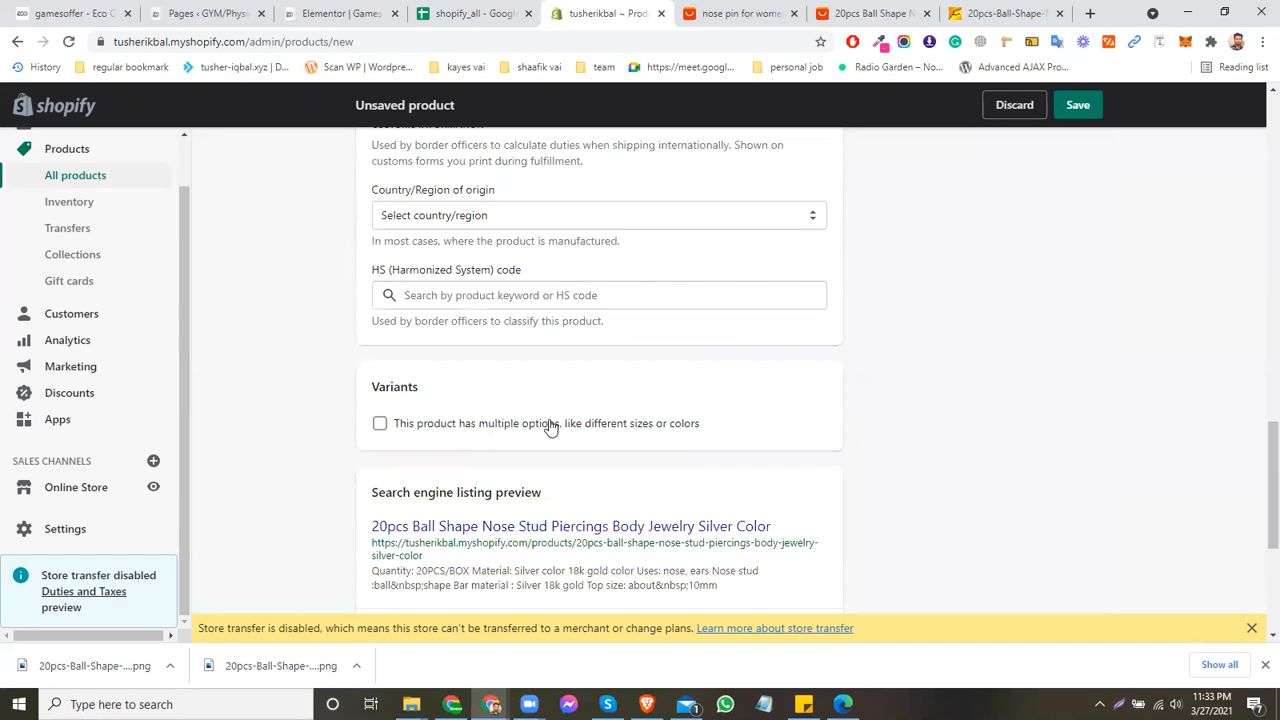 gamesoffer - Eco C
Pages ‹ GYM/Physi
Elementor | Games
shopify_all - Googl
tusherikbal ~ Prod
nose pin for wome
20pcs Ball Shape N
20pcs-Ball-Shape-
tusherikbal.myshopify.com/admin/products/new
History
regular bookmark
tusher-iqbal.xyz | D...
Scan WP | Wordpre...
kayes vai
shaafik vai
team
https://meet.googl...
personal job
Radio Garden – No...
Advanced AJAX Pro...
Reading list
shopify
Unsaved product
Discard
Save
Products
All products
Inventory
Transfers
Collections
Gift cards
Customers
Analytics
Marketing
Discounts
Apps
SALES CHANNELS
Online Store
Settings
Store transfer disabled
Duties and Taxes
preview
CUSTOMS INFORMATION
Used by border officers to calculate duties when shipping internationally. Shown on
customs forms you print during fulfillment.
Country/Region of origin
Select country/region
In most cases, where the product is manufactured.
HS (Harmonized System) code
Search by product keyword or HS code
Used by border officers to classify this product.
Variants
This product has multiple options, like different sizes or colors
Search engine listing preview
20pcs Ball Shape Nose Stud Piercings Body Jewelry Silver Color
https://tusherikbal.myshopify.com/products/20pcs-ball-shape-nose-stud-piercings-body-jewelry-
silver-color
Quantity: 20PCS/BOX Material: Silver color 18k gold color Uses: nose, ears Nose stud
:ball&nbsp;shape Bar material : Silver 18k gold Top size: about&nbsp;10mm
Store transfer is disabled, which means this store can't be transferred to a merchant or change plans. Learn more about store transfer
20pcs-Ball-Shape-....png
20pcs-Ball-Shape-....png
Show all
Type here to search
11:33 PM
3/27/2021